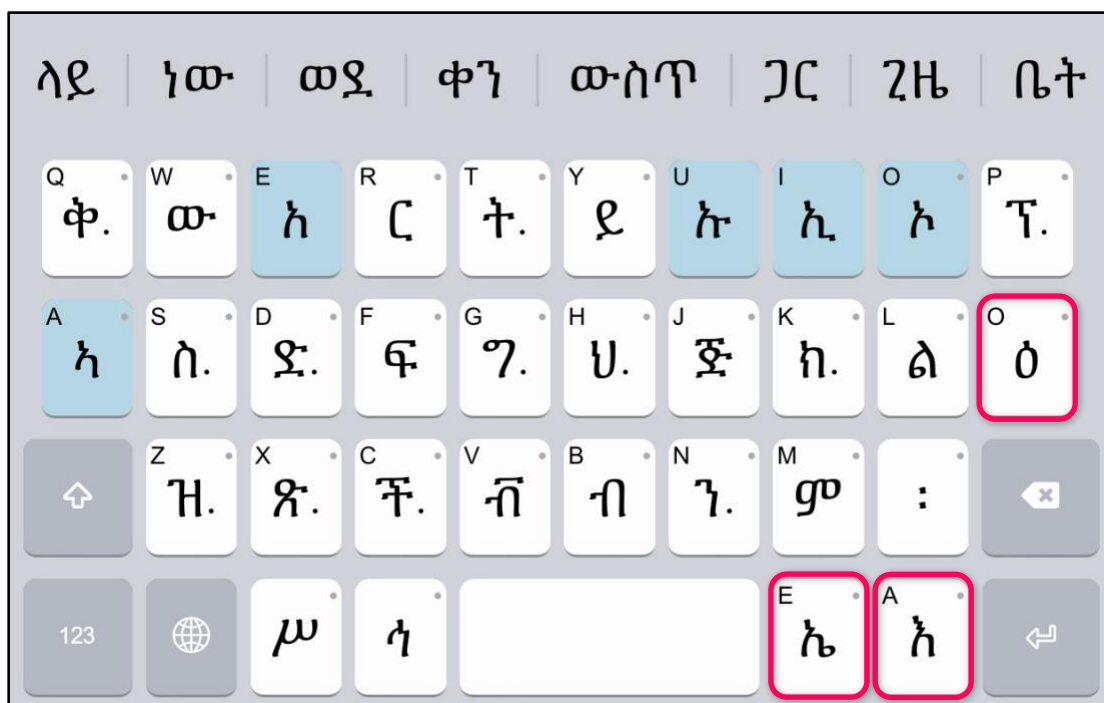 ላይ ነው ወደ ቀን ውስጥ ጋር ጊዜ ቤት
Q W E R T Y U I O P
ቅ. ው አ ር ት. ይ ኡ ኢ ኦ ፕ.
A S D F G H J K L O
ኣ ስ. ድ. ፍ ግ. ህ. ጅ ክ. ል ዕ
Z X C V B N M
ዝ. ጽ. ች. ቭ ብ ን. ም ፡
E A
123 ሥ ሳ ኤ እ